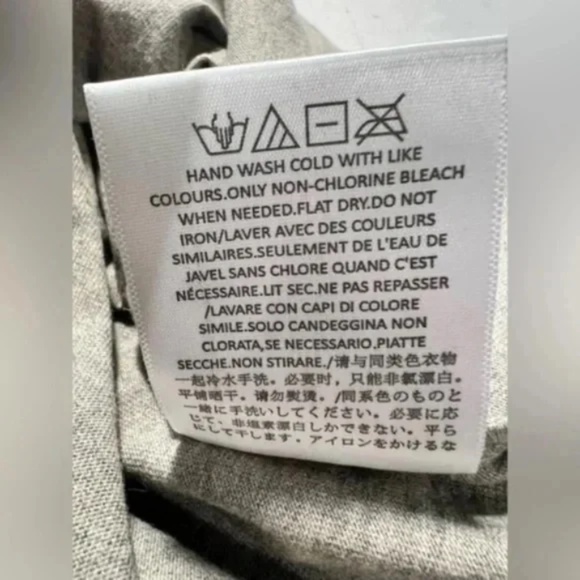 HAND WASH COLD WITH LIKE
COLOURS.ONLY NON-CHLORINE BLEACH
WHEN NEEDED.FLAT DRY.DO NOT
IRON/LAVER AVEC DES COULEURS
SIMILAIRES.SEULEMENT DE L'EAU DE
JAVEL SANS CHLORE QUAND C'EST
NÉCESSAIRE.LIT SEC.NE PAS REPASSER
/LAVARE CON CAPI DI COLORE
SIMILE.SOLO CANDEGGINA NON
CLORATA,SE NECESSARIO.PIATTE
SECCHE.NON STIRARE./请与同类色衣物
一起冷水手洗。必要时，只能非氯漂白。
平铺晒干。请勿熨烫。/同系色のものと
一緒に手洗いしてください。必要に応
じて、非塩素漂白しかできない。平ら
にして干します。アイロンをかけるな